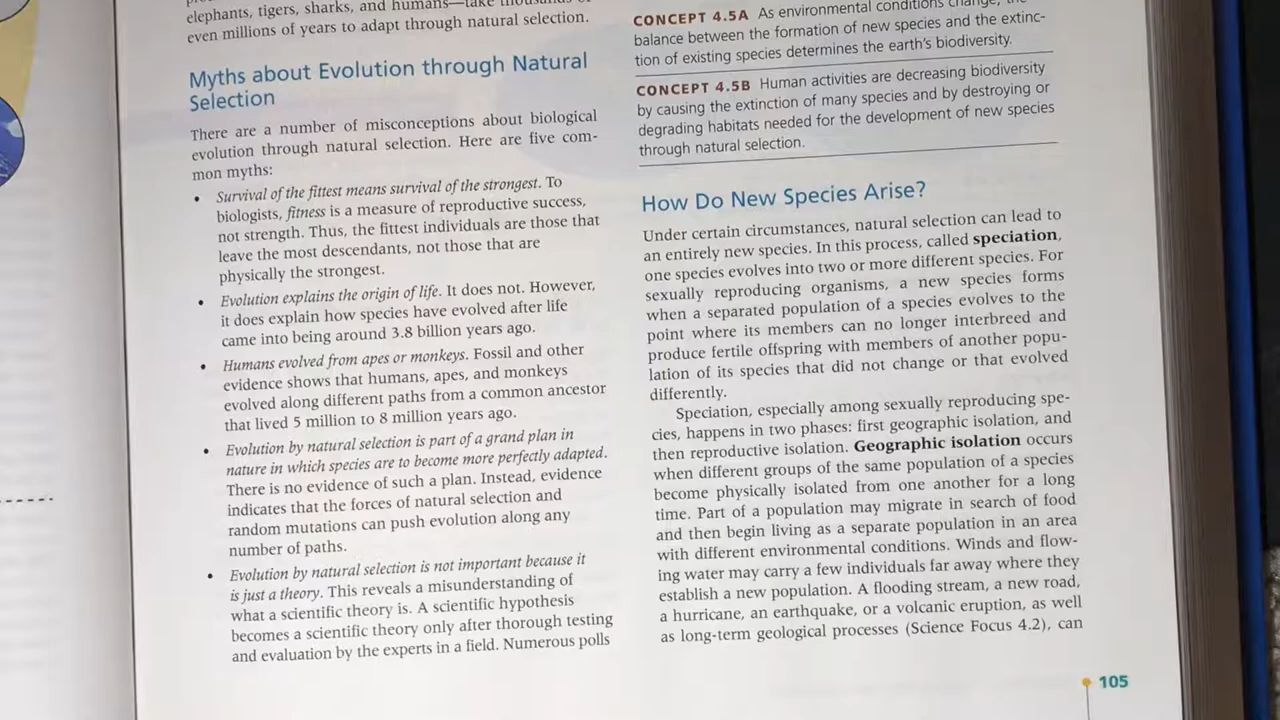 elephants, tigers, sharks, and humans—take thousands or
even millions of years to adapt through natural selection.
Myths about Evolution through Natural
Selection
There are a number of misconceptions about biological
evolution through natural selection. Here are five com-
mon myths:
• Survival of the fittest means survival of the strongest. To
biologists, fitness is a measure of reproductive success,
not strength. Thus, the fittest individuals are those that
leave the most descendants, not those that are
physically the strongest.
• Evolution explains the origin of life. It does not. However,
it does explain how species have evolved after life
came into being around 3.8 billion years ago.
• Humans evolved from apes or monkeys. Fossil and other
evidence shows that humans, apes, and monkeys
evolved along different paths from a common ancestor
that lived 5 million to 8 million years ago.
• Evolution by natural selection is part of a grand plan in
nature in which species are to become more perfectly adapted.
There is no evidence of such a plan. Instead, evidence
indicates that the forces of natural selection and
random mutations can push evolution along any
number of paths.
• Evolution by natural selection is not important because it
is just a theory. This reveals a misunderstanding of
what a scientific theory is. A scientific hypothesis
becomes a scientific theory only after thorough testing
and evaluation by the experts in a field. Numerous polls
CONCEPT 4.5A As environmental conditions change, the
balance between the formation of new species and the extinc-
tion of existing species determines the earth's biodiversity.
CONCEPT 4.5B Human activities are decreasing biodiversity
by causing the extinction of many species and by destroying or
degrading habitats needed for the development of new species
through natural selection.
How Do New Species Arise?
Under certain circumstances, natural selection can lead to
an entirely new species. In this process, called speciation,
one species evolves into two or more different species. For
sexually reproducing organisms, a new species forms
when a separated population of a species evolves to the
point where its members can no longer interbreed and
produce fertile offspring with members of another popu-
lation of its species that did not change or that evolved
differently.
Speciation, especially among sexually reproducing spe-
cies, happens in two phases: first geographic isolation, and
then reproductive isolation. Geographic isolation occurs
when different groups of the same population of a species
become physically isolated from one another for a long
time. Part of a population may migrate in search of food
and then begin living as a separate population in an area
with different environmental conditions. Winds and flow-
ing water may carry a few individuals far away where they
establish a new population. A flooding stream, a new road,
a hurricane, an earthquake, or a volcanic eruption, as well
as long-term geological processes (Science Focus 4.2), can
105